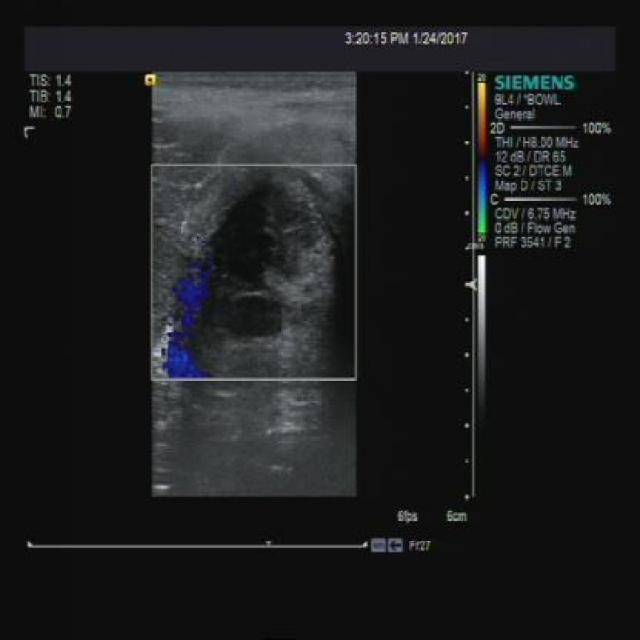 3:20:15 PM 1/24/2017
TIS: 1.4
TIB: 1.4
MI: 0.7
SIEMENS
8L4 / *BOWL
General
2D 100%
THI / H8.00 MHz
12 dB / DR 65
SC 2 / DTCE M
Map D / ST 3
C 100%
CDV / 6.75 MHz
0 dB / Flow Gen
PRF 3541 / F 2
6fps 6cm